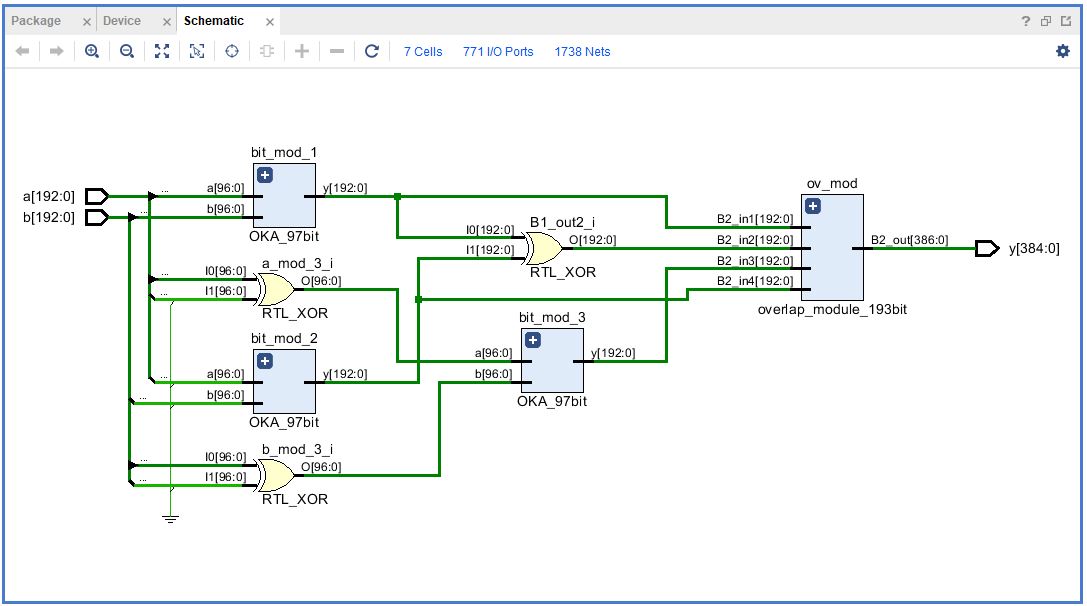 Package × Device × Schematic ×
7 Cells 771 I/O Ports 1738 Nets
a[192:0]
b[192:0]
bit_mod_1
...
a[96:0]
...
b[96:0]
y[192:0]
OKA_97bit
a_mod_3_i
...
I0[96:0]
...
I1[96:0]
O[96:0]
RTL_XOR
bit_mod_2
...
a[96:0]
...
b[96:0]
y[192:0]
OKA_97bit
b_mod_3_i
...
I0[96:0]
...
I1[96:0]
O[96:0]
RTL_XOR
B1_out2_i
I0[192:0]
I1[192:0]
O[192:0]
RTL_XOR
bit_mod_3
a[96:0]
b[96:0]
y[192:0]
OKA_97bit
ov_mod
B2_in1[192:0]
B2_in2[192:0]
B2_in3[192:0]
B2_in4[192:0]
B2_out[386:0]
overlap_module_193bit
y[384:0]